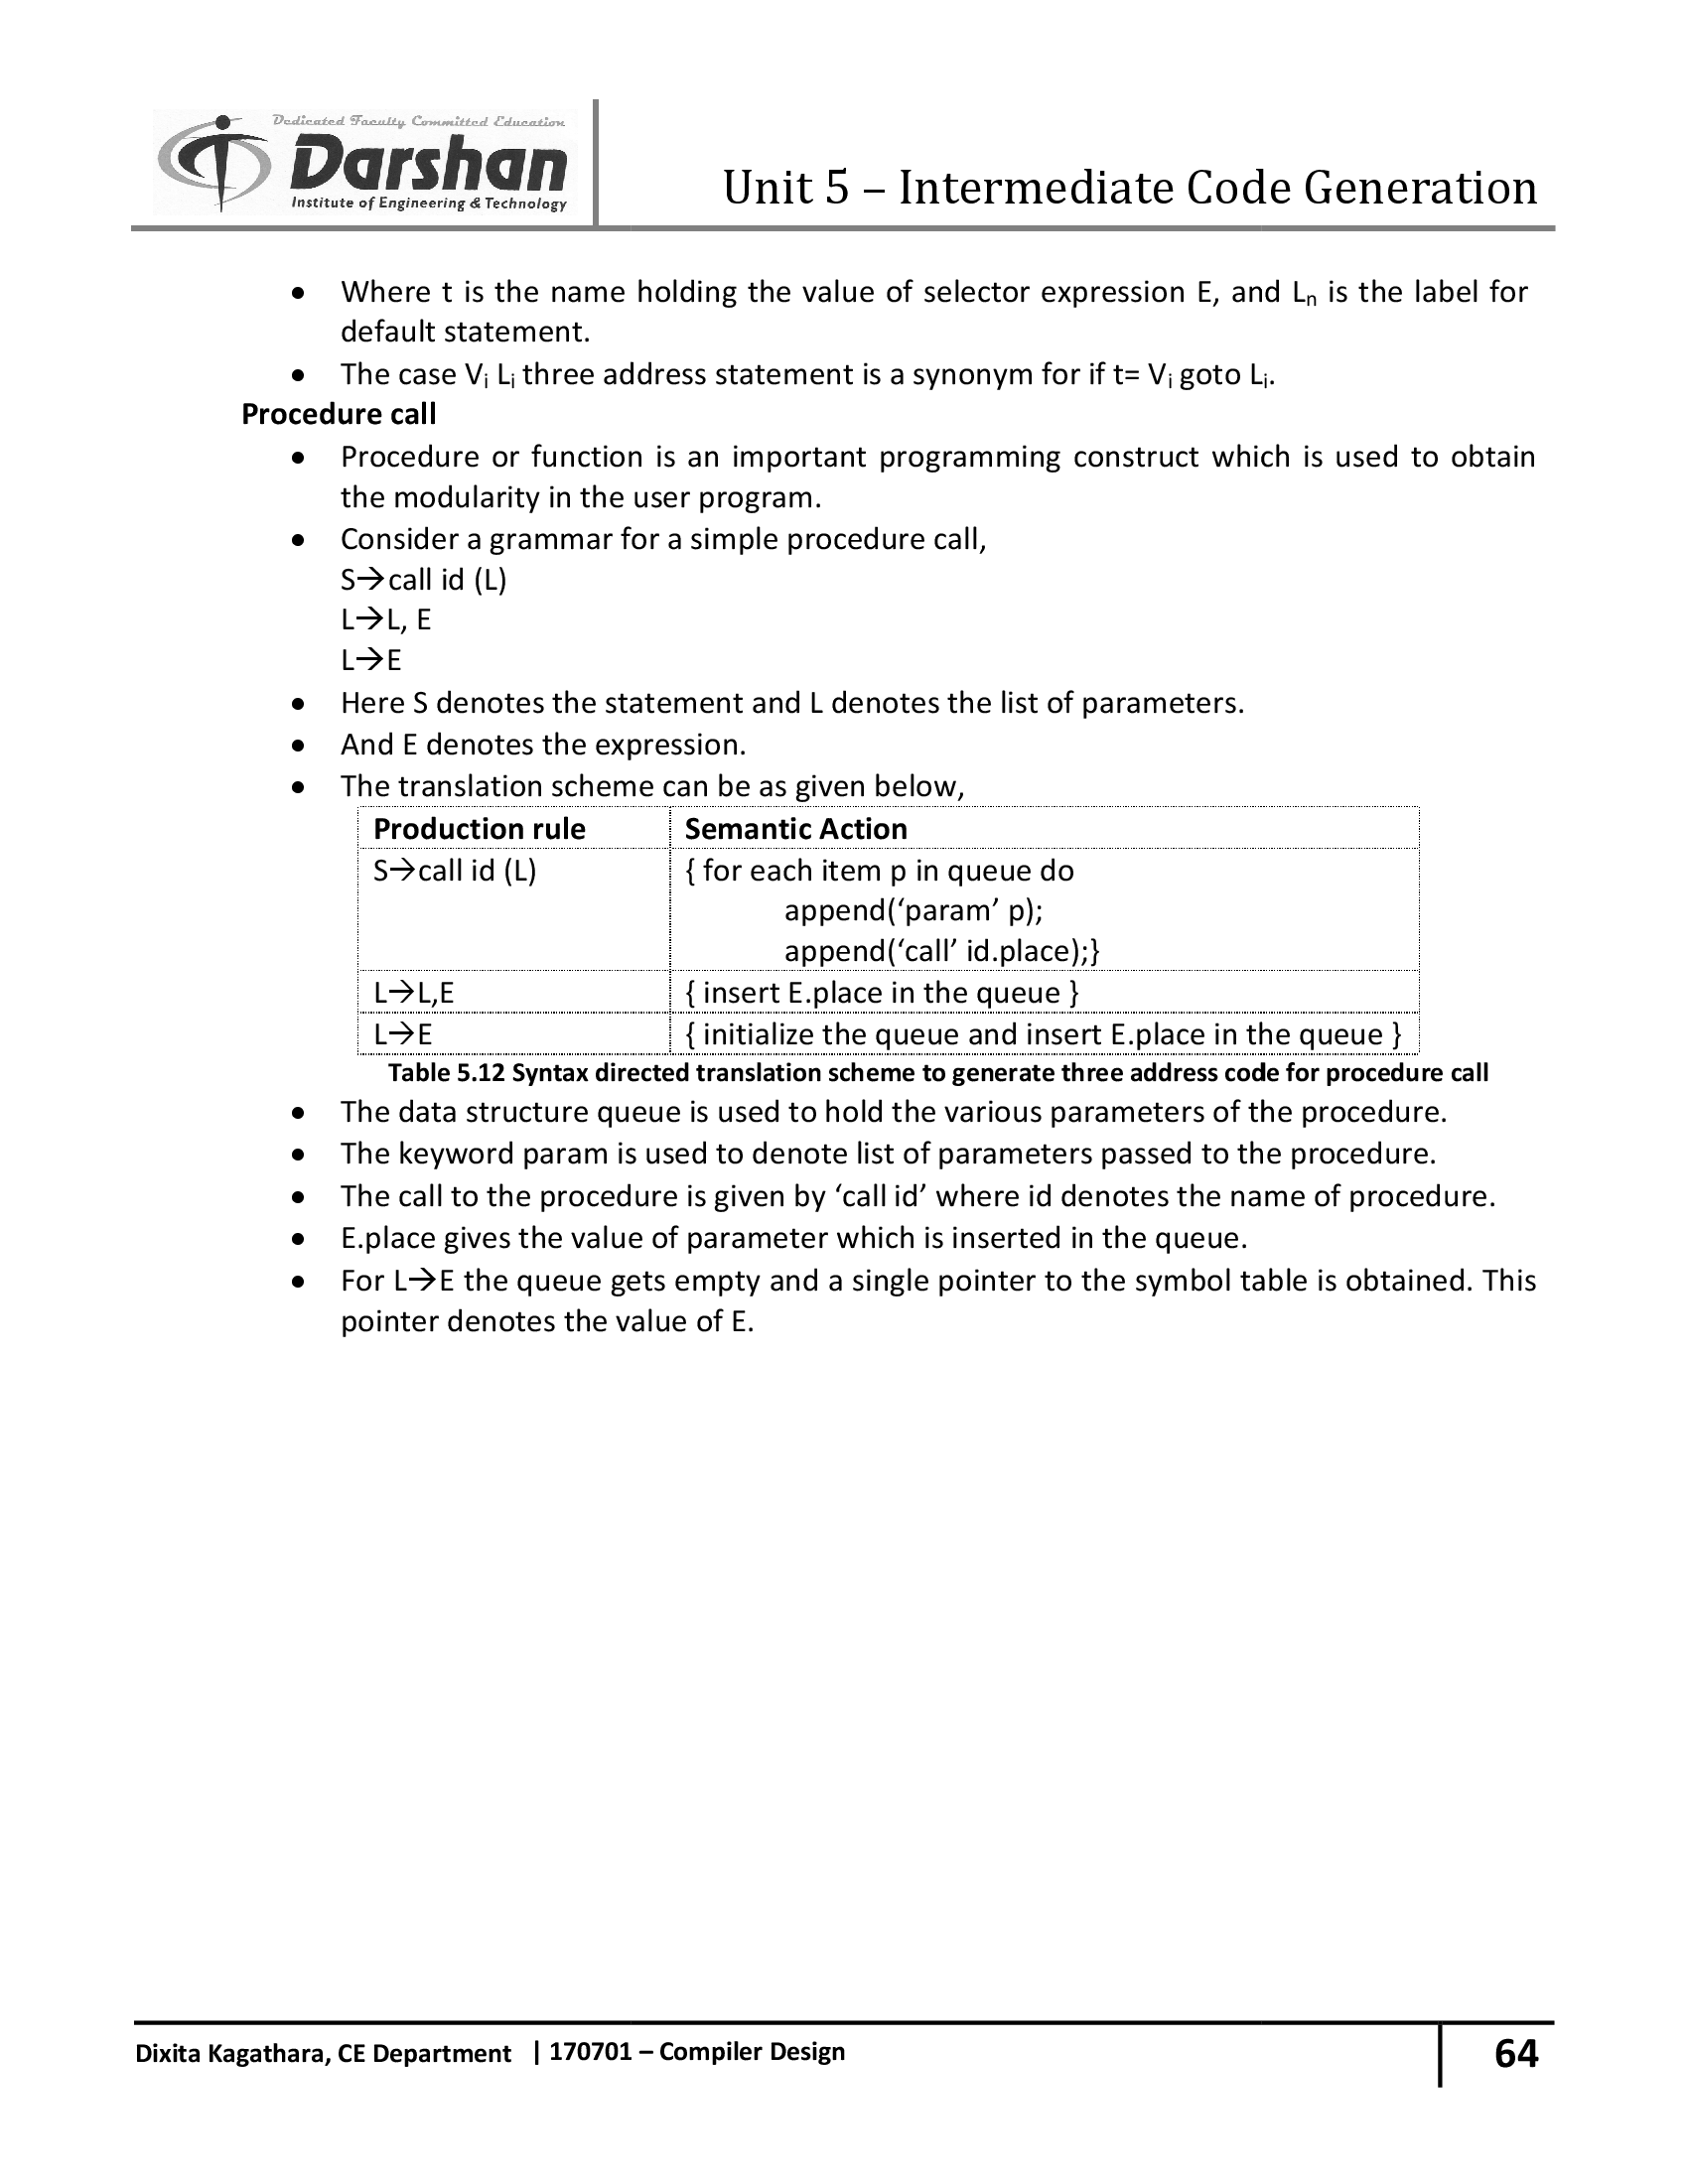 Dedicated Faculty Committed Education
Darshan
Institute of Engineering & Technology
Unit 5 – Intermediate Code Generation
• Where t is the name holding the value of selector expression E, and Ln is the label for
default statement.
• The case Vi Li three address statement is a synonym for if t= Vi goto Li.
Procedure call
• Procedure or function is an important programming construct which is used to obtain
the modularity in the user program.
• Consider a grammar for a simple procedure call,
S→call id (L)
L→L, E
L→E
• Here S denotes the statement and L denotes the list of parameters.
• And E denotes the expression.
• The translation scheme can be as given below,
Production rule Semantic Action
S→call id (L) { for each item p in queue do
append(‘param’ p);
append(‘call’ id.place);}
L→L,E { insert E.place in the queue }
L→E { initialize the queue and insert E.place in the queue }
Table 5.12 Syntax directed translation scheme to generate three address code for procedure call
• The data structure queue is used to hold the various parameters of the procedure.
• The keyword param is used to denote list of parameters passed to the procedure.
• The call to the procedure is given by ‘call id’ where id denotes the name of procedure.
• E.place gives the value of parameter which is inserted in the queue.
• For L→E the queue gets empty and a single pointer to the symbol table is obtained. This
pointer denotes the value of E.
Dixita Kagathara, CE Department | 170701 – Compiler Design 64